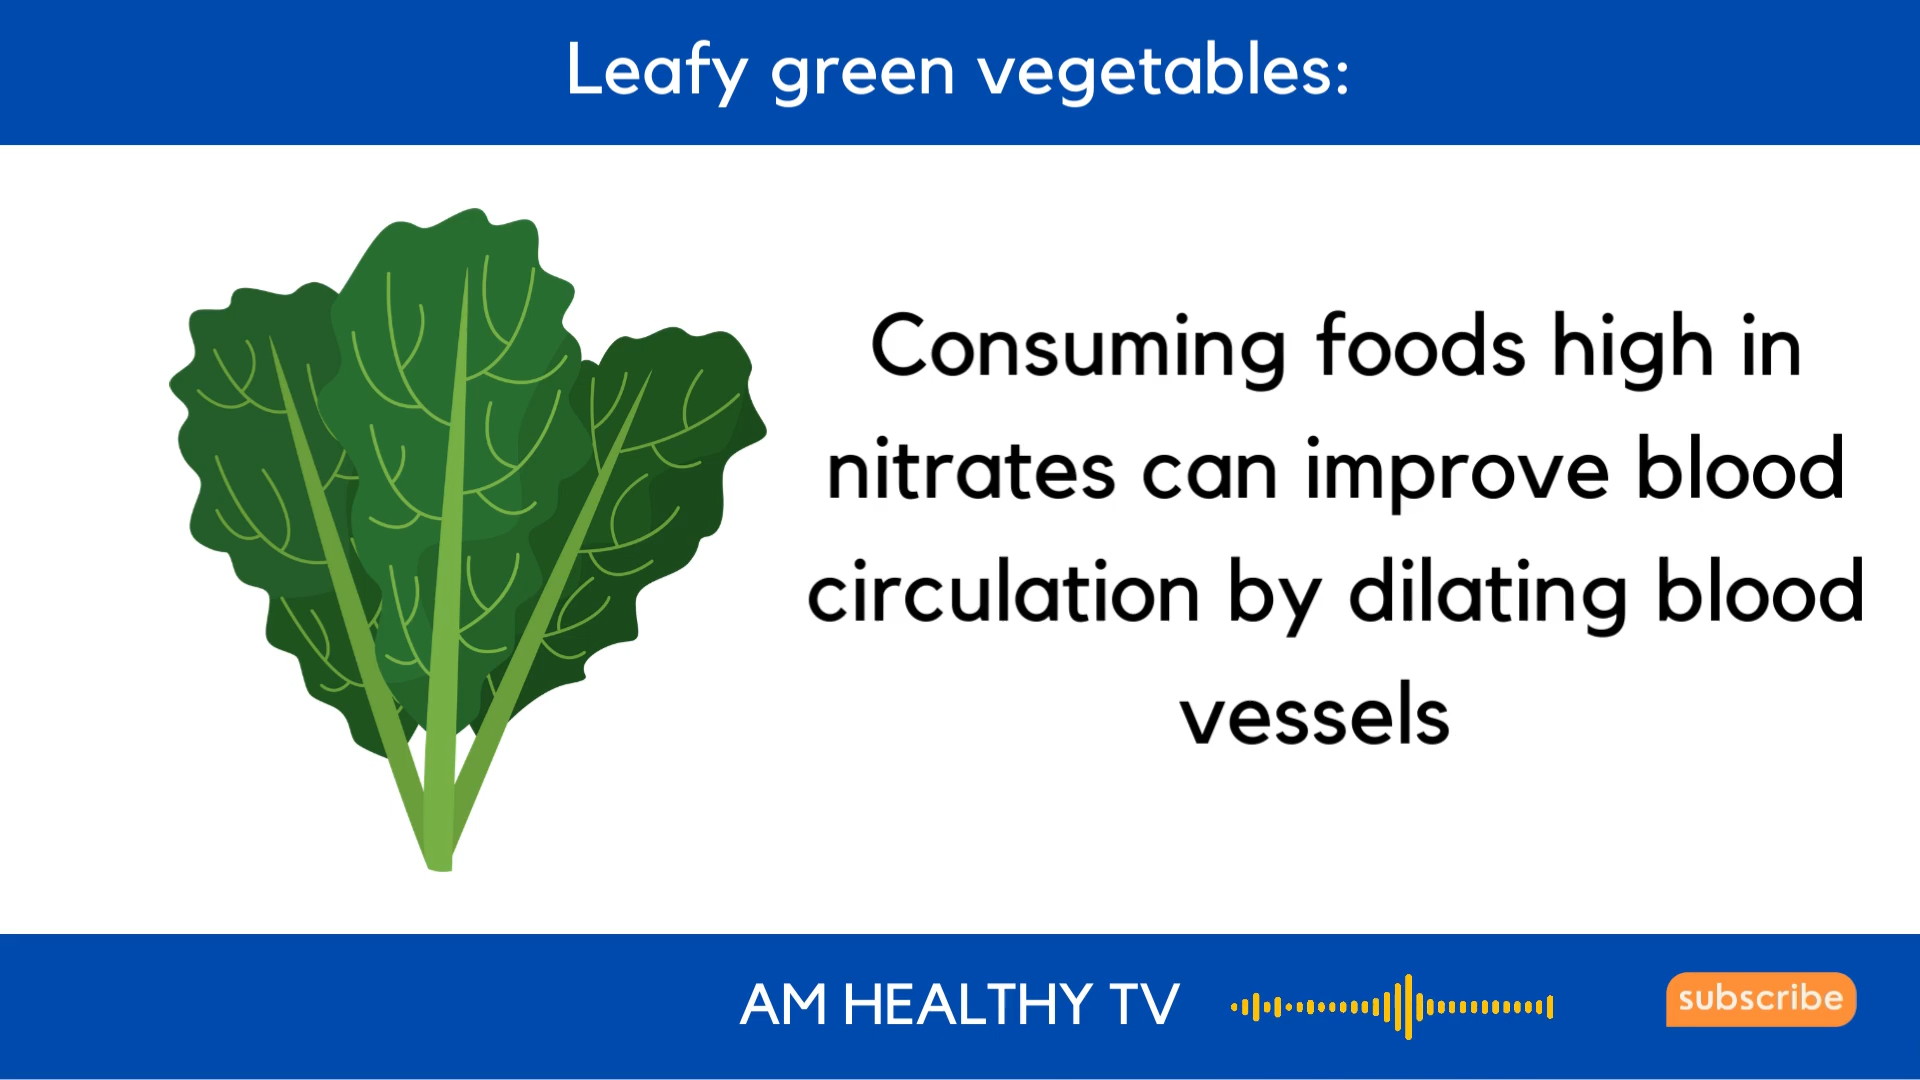 Leafy green vegetables:
Consuming foods high in
nitrates can improve blood
circulation by dilating blood
vessels
AM HEALTHY TV
subscribe